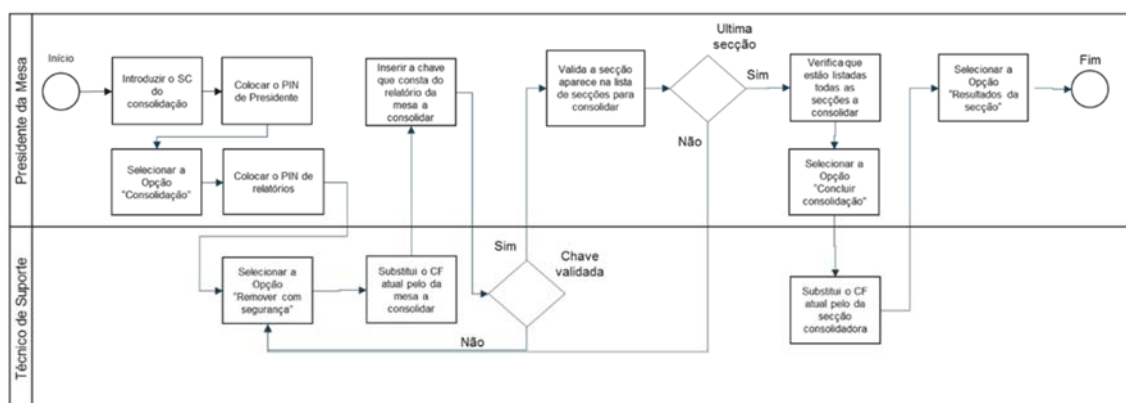 Presidente da Mesa
Início
Introduzir o SC
do
consolidação
Colocar o PIN
de Presidente
Selecionar a
Opção
"Consolidação"
Colocar o PIN de
relatórios
Inserir a chave
que consta do
relatório da
mesa a
consolidar
Valida a secção
aparece na lista
de secções para
consolidar
Ultima
secção
Sim
Não
Verifica que
estão listadas
todas as
secções a
consolidar
Selecionar a
Opção
"Concluir
consolidação"
Selecionar a
Opção
"Resultados da
secção"
Fim
Técnico de Suporte
Selecionar a
Opção
"Remover com
segurança"
Substitui o CF
atual pelo da
mesa a
consolidar
Sim
Chave
validada
Não
Substitui o CF
atual pelo da
secção
consolidadora